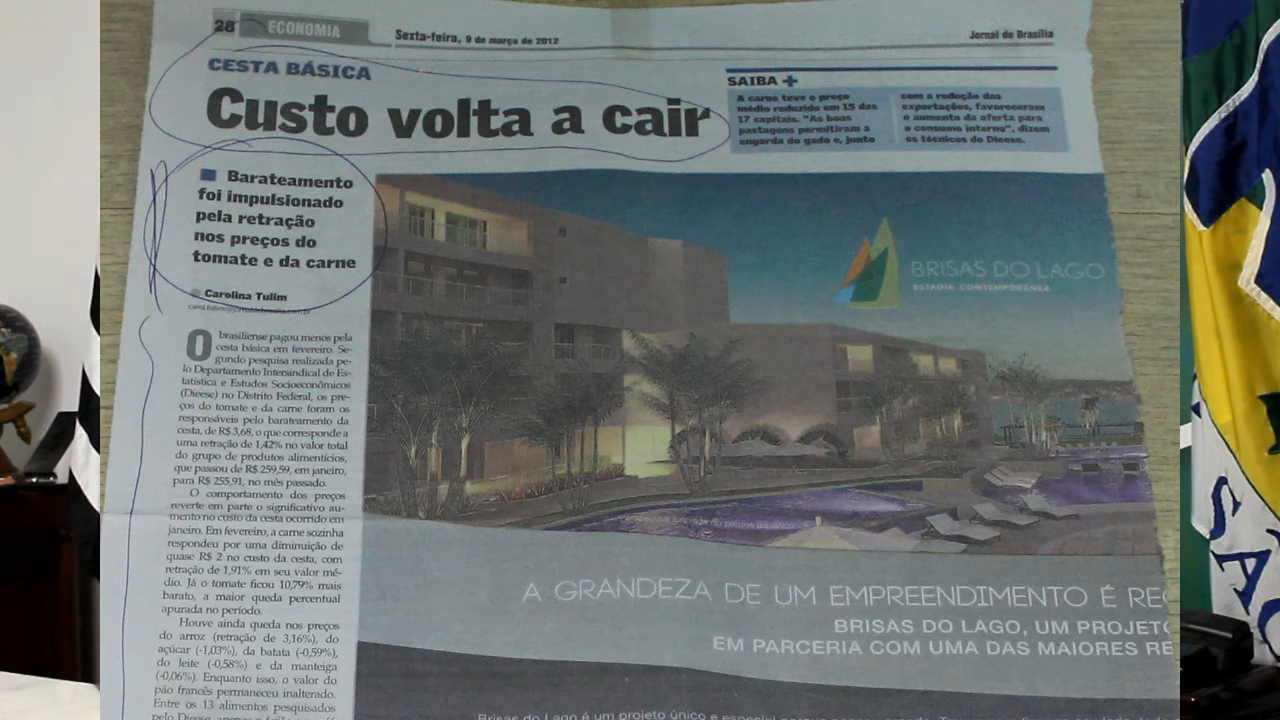 28 ECONOMIA Sexta-feira, 9 de março de 2012 Jornal de Brasília
CESTA BÁSICA
Custo volta a cair
Barateamento
foi impulsionado
pela retração
nos preços do
tomate e da carne
Carolina Tulim
O brasiliense pagou menos pela
cesta básica em fevereiro. Se-
gundo pesquisa realizada pe-
lo Departamento Intersindical de Es-
tatística e Estudos Socioeconômicos
(Dieese) no Distrito Federal, os pre-
ços do tomate e da carne foram os
responsáveis pelo barateamento da
cesta, de R$ 3,68, o que corresponde a
uma retração de 1,42% no valor total
do grupo de produtos alimentícios,
que passou de R$ 259,59, em janeiro,
para R$ 255,91, no mês passado.
O comportamento dos preços
reverte em parte o significativo au-
mento no custo da cesta ocorrido em
janeiro. Em fevereiro, a carne sozinha
respondeu por uma diminuição de
quase R$ 2 no custo da cesta, com
retração de 1,91% em seu valor mé-
dio. Já o tomate ficou 10,79% mais
barato, a maior queda percentual
apurada no período.
Houve ainda queda nos preços
do arroz (retração de 3,16%), do
açúcar (-1,03%), da batata (-0,59%),
do leite (-0,58%) e da manteiga
(-0,06%). Enquanto isso, o valor do
pão francês permaneceu inalterado.
Entre os 13 alimentos pesquisados
SAIBA +
A carne teve o preço
médio reduzido em 15 das
17 capitais. "As boas
pastagens permitiram a
engorda do gado e, junto
com a redução das
exportações, favoreceram
o aumento da oferta para
o consumo interno", dizem
os técnicos do Dieese.
BRISAS DO LAGO
ESTADIA CONTEMPORÂNEA
A GRANDEZA DE UM EMPREENDIMENTO É REC
BRISAS DO LAGO, UM PROJETO
EM PARCERIA COM UMA DAS MAIORES RE
Brisas do Lago é um projeto único e especial